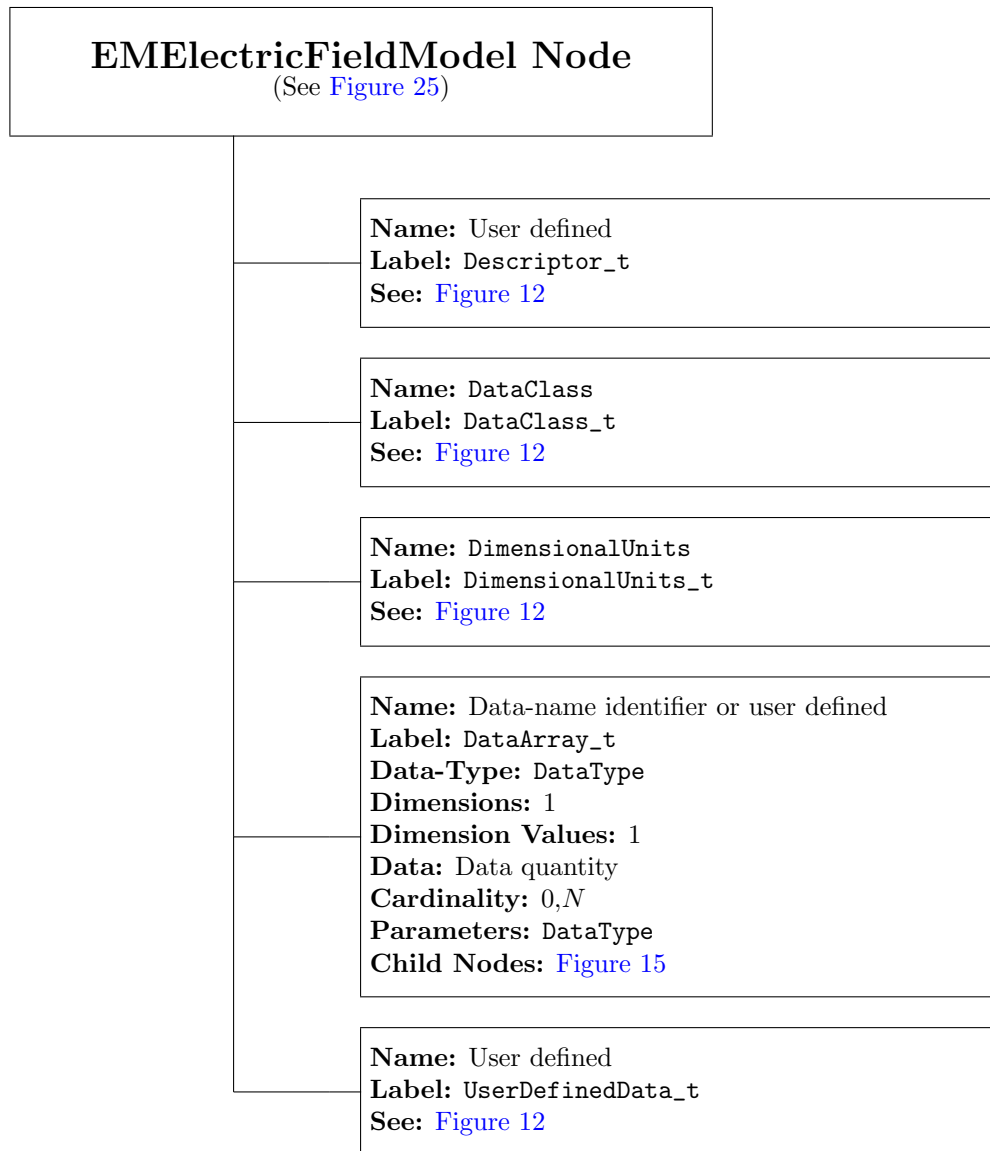 EMElectricFieldModel Node
(See Figure 25)
Name: User defined
Label: Descriptor_t
See: Figure 12
Name: DataClass
Label: DataClass_t
See: Figure 12
Name: DimensionalUnits
Label: DimensionalUnits_t
See: Figure 12
Name: Data-name identifier or user defined
Label: DataArray_t
Data-Type: DataType
Dimensions: 1
Dimension Values: 1
Data: Data quantity
Cardinality: 0,N
Parameters: DataType
Child Nodes: Figure 15
Name: User defined
Label: UserDefinedData_t
See: Figure 12